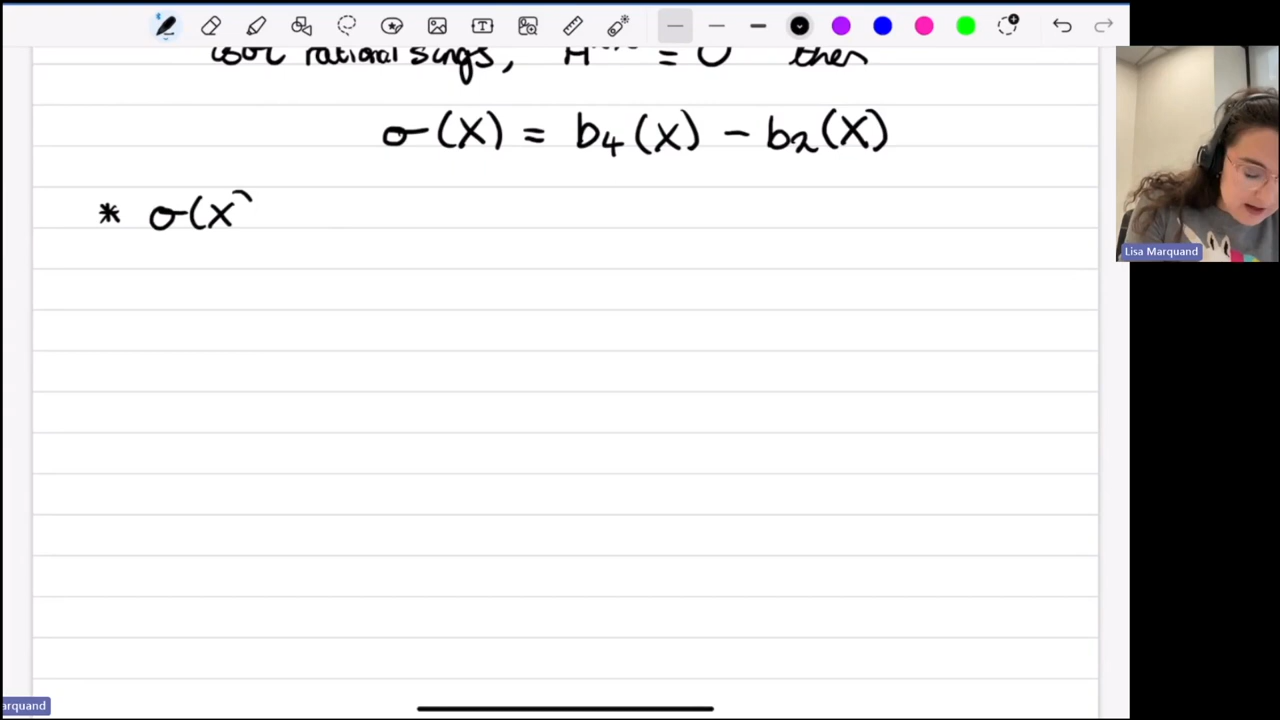 rational sings, = 0 then
σ(X) = b₄(X) − b₂(X)
* σ(X)
Lisa Marquand
arquand